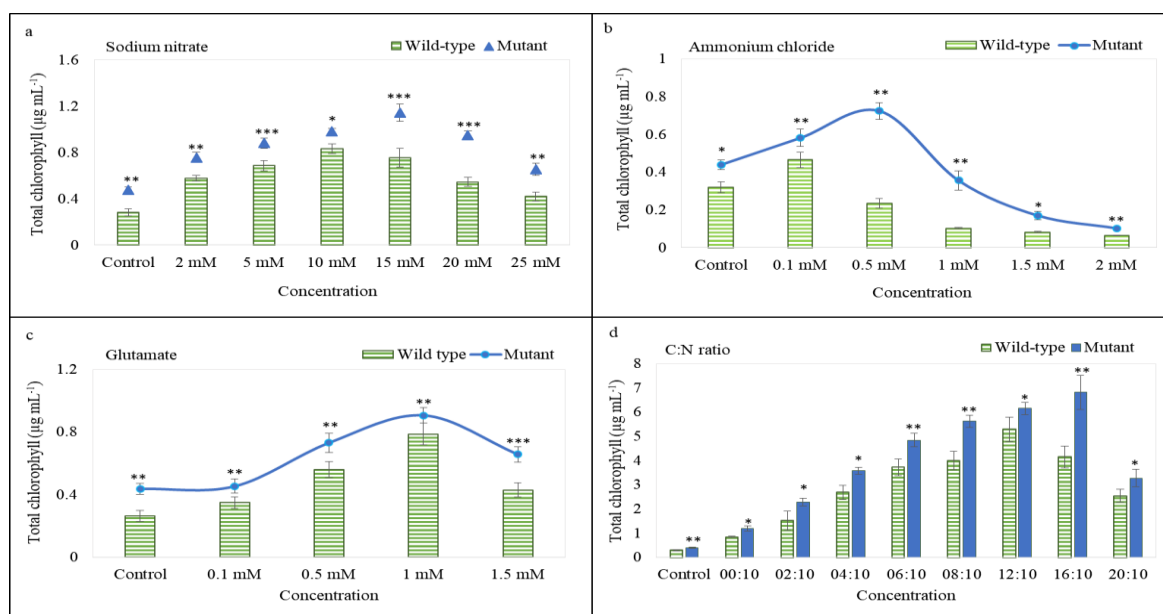 a
Sodium nitrate
Wild-type Mutant
Total chlorophyll (µg mL-1)
1.6
1.2
0.8
0.4
0
** ** *** * *** *** **
Control 2 mM 5 mM 10 mM 15 mM 20 mM 25 mM
Concentration
b
Ammonium chloride
Wild-type Mutant
Total chlorophyll (µg mL-1)
1
0.8
0.6
0.4
0.2
0
* ** ** ** * **
Control 0.1 mM 0.5 mM 1 mM 1.5 mM 2 mM
Concentration
c
Glutamate
Wild type Mutant
Total chlorophyll (µg mL-1)
1.2
0.8
0.4
0
** ** ** ** ***
Control 0.1 mM 0.5 mM 1 mM 1.5 mM
Concentration
d
C:N ratio
Wild-type Mutant
Total chlorophyll (µg mL-1)
8
7
6
5
4
3
2
1
0
** * * * ** ** * ** *
Control 00:10 02:10 04:10 06:10 08:10 12:10 16:10 20:10
Concentration